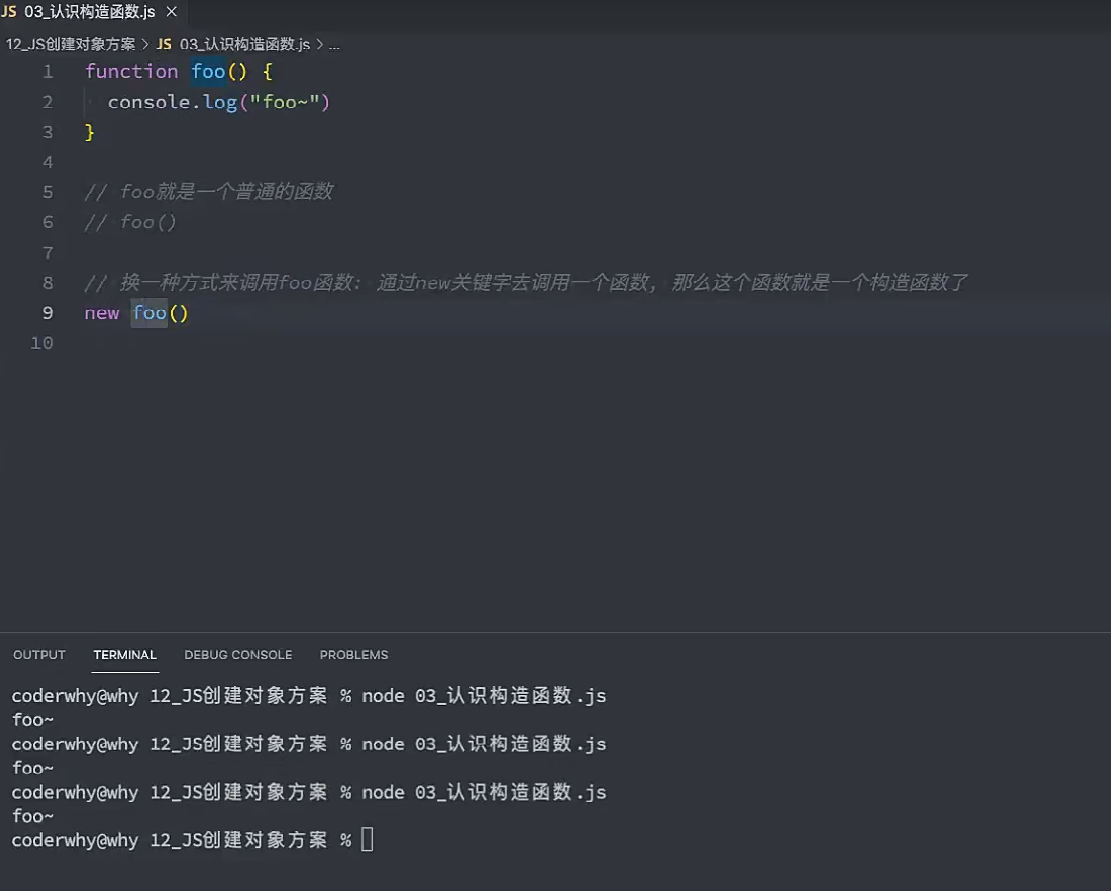 JS 03_认识构造函数.js ×
12_JS创建对象方案 > JS 03_认识构造函数.js > ...
1 function foo() {
2 console.log("foo~")
3 }
4
5 // foo就是一个普通的函数
6 // foo()
7
8 // 换一种方式来调用foo函数: 通过new关键字去调用一个函数, 那么这个函数就是一个构造函数了
9 new foo()
10
OUTPUT TERMINAL DEBUG CONSOLE PROBLEMS
coderwhy@why 12_JS创建对象方案 % node 03_认识构造函数.js
foo~
coderwhy@why 12_JS创建对象方案 % node 03_认识构造函数.js
foo~
coderwhy@why 12_JS创建对象方案 % node 03_认识构造函数.js
foo~
coderwhy@why 12_JS创建对象方案 %